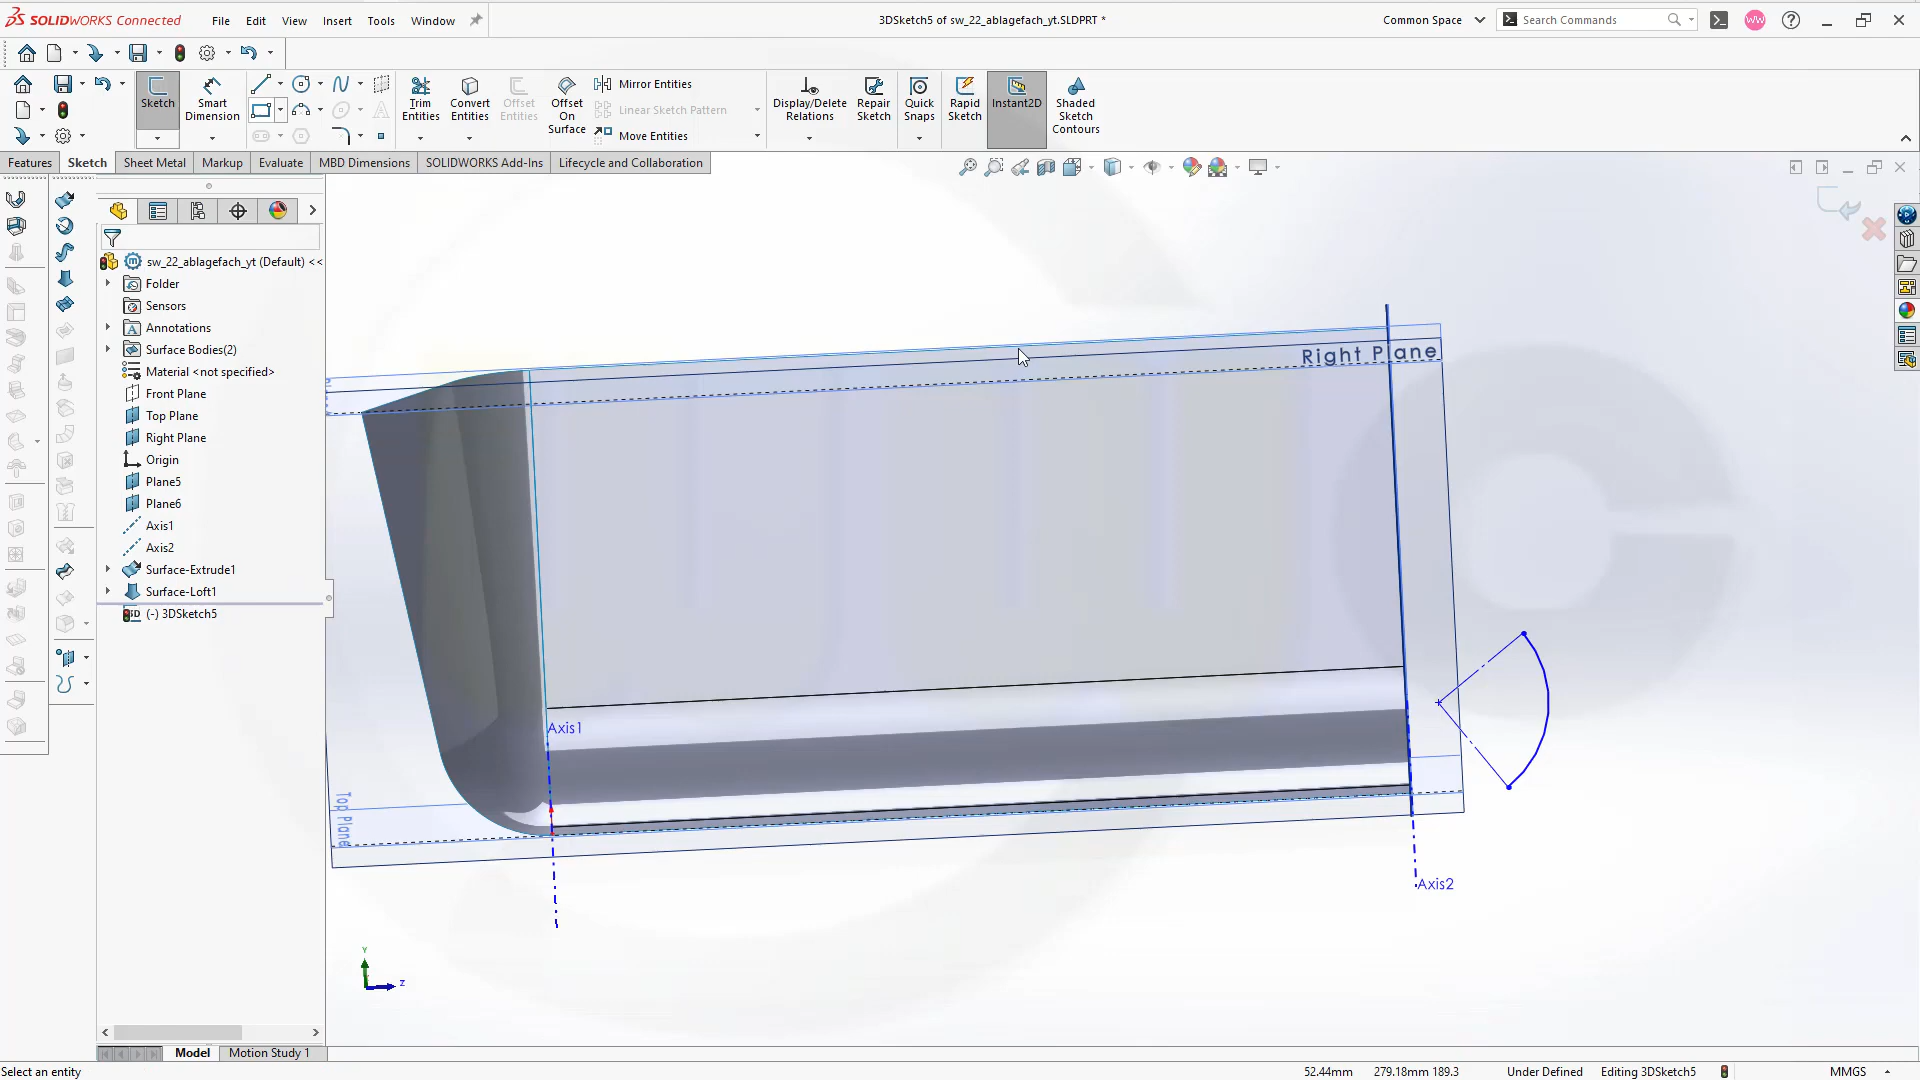 SOLIDWORKS Connected
File Edit View Insert Tools Window
3DSketch5 of sw_22_ablagefach_yt.SLDPRT *
Common Space
Search Commands
WW
Sketch
Smart Dimension
Trim Entities
Convert Entities
Offset Entities
Offset On Surface
Mirror Entities
Linear Sketch Pattern
Move Entities
Display/Delete Relations
Repair Sketch
Quick Snaps
Rapid Sketch
Instant2D
Shaded Sketch Contours
Features Sketch Sheet Metal Markup Evaluate MBD Dimensions SOLIDWORKS Add-Ins Lifecycle and Collaboration
sw_22_ablagefach_yt (Default) <<
Folder
Sensors
Annotations
Surface Bodies(2)
Material <not specified>
Front Plane
Top Plane
Right Plane
Origin
Plane5
Plane6
Axis1
Axis2
Surface-Extrude1
Surface-Loft1
3D (-) 3DSketch5
Right Plane
Axis1
Top Plane
Axis2
Y
Z
Model Motion Study 1
Select an entity
52.44mm 279.18mm 189.3 Under Defined Editing 3DSketch5 MMGS